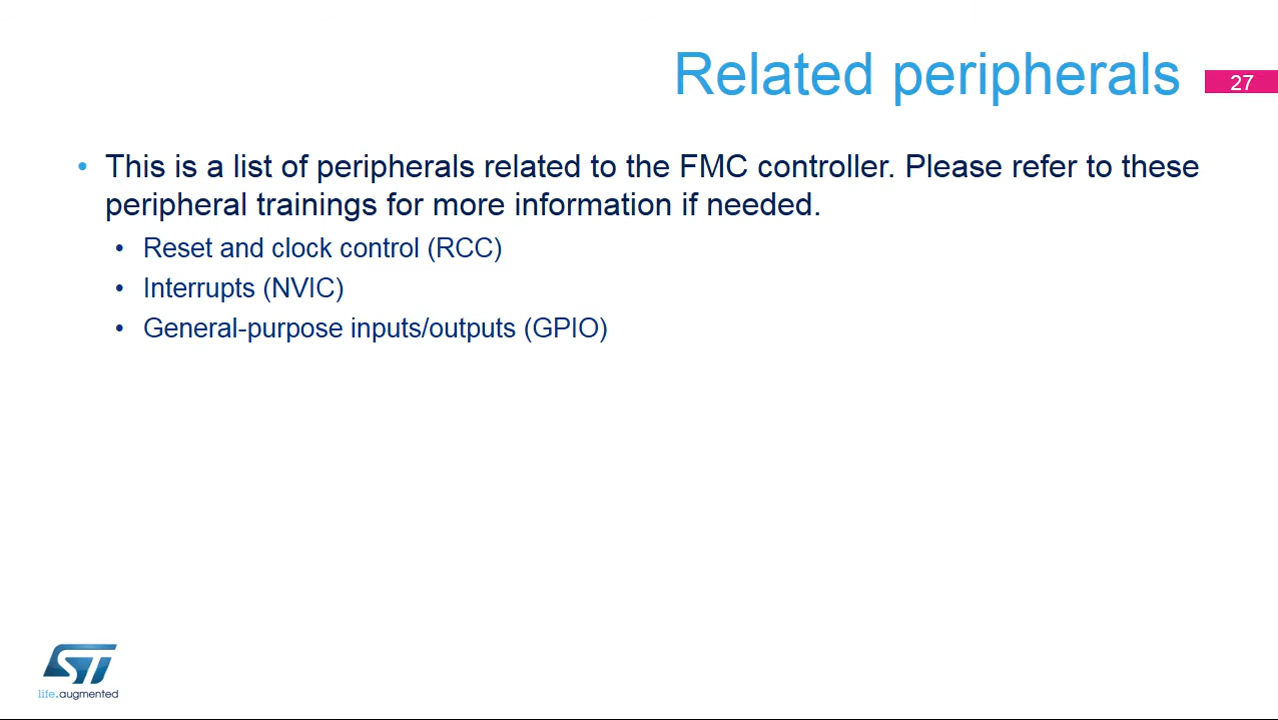 Related peripherals
27
• This is a list of peripherals related to the FMC controller. Please refer to these
peripheral trainings for more information if needed.
• Reset and clock control (RCC)
• Interrupts (NVIC)
• General-purpose inputs/outputs (GPIO)
ST
life.augmented